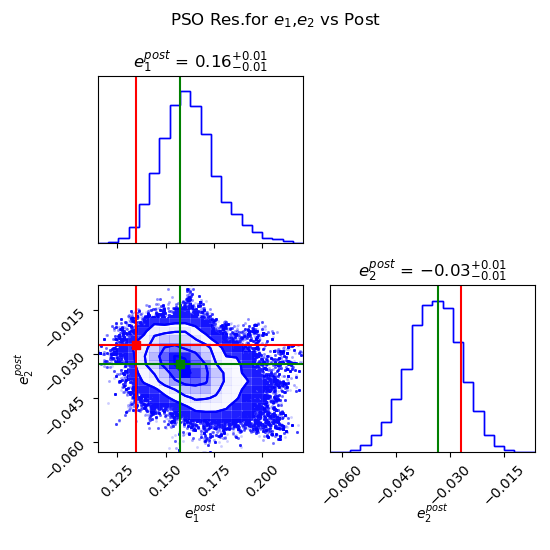 PSO Res.for e₁,e₂ vs Post
e₁ᵖᵒˢᵗ = 0.16⁺⁰·⁰¹₋₀.₀₁
e₂ᵖᵒˢᵗ = −0.03⁺⁰·⁰¹₋₀.₀₁
e₂ᵖᵒˢᵗ
−0.015
−0.030
−0.045
−0.060
0.125 0.150 0.175 0.200
e₁ᵖᵒˢᵗ
−0.060 −0.045 −0.030 −0.015
e₂ᵖᵒˢᵗ